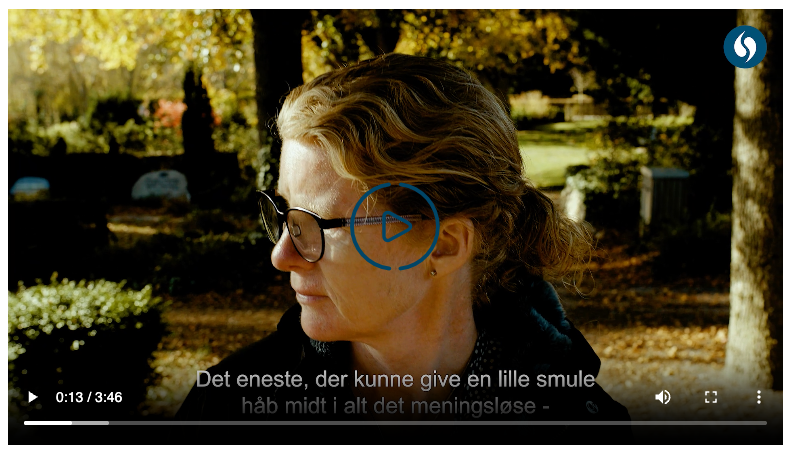 Det eneste, der kunne give en lille smule
håb midt i alt det meningsløse -
0:13 / 3:46